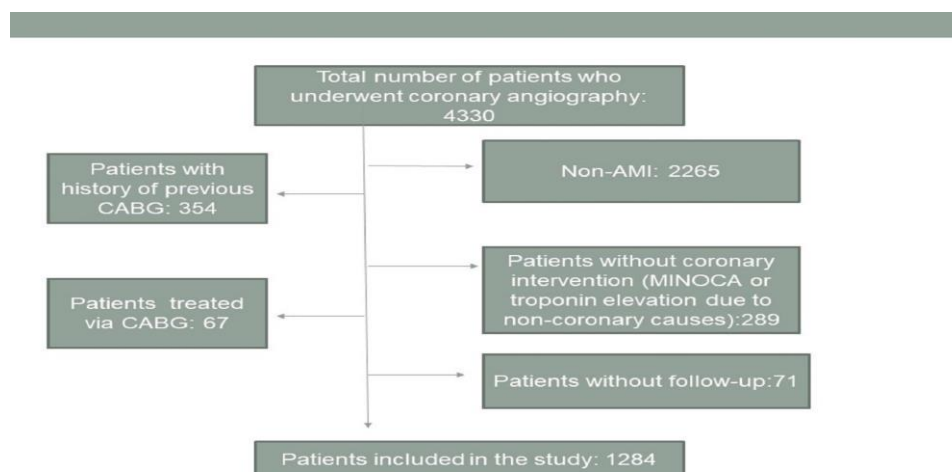 Total number of patients who
underwent coronary angiography:
4330
Non-AMI: 2265
Patients with
history of previous
CABG: 354
Patients without coronary
intervention (MINOCA or
troponin elevation due to
non-coronary causes):289
Patients treated
via CABG: 67
Patients without follow-up:71
Patients included in the study: 1284